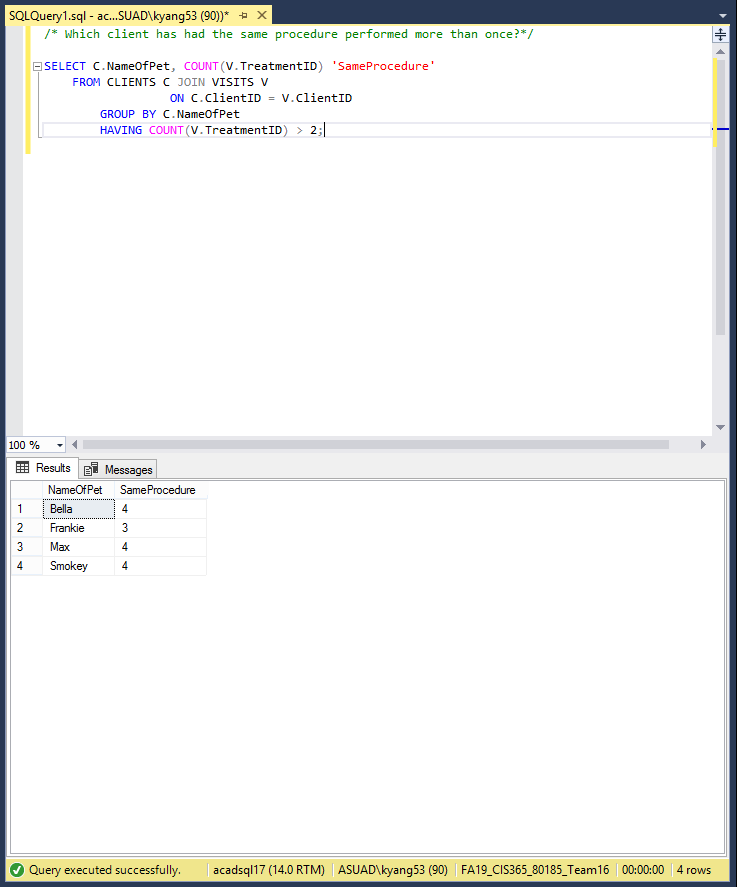 SQLQuery1.sql - ac...SUAD\kyang53 (90))*
/* Which client has had the same procedure performed more than once?*/
SELECT C.NameOfPet, COUNT(V.TreatmentID) 'SameProcedure'
FROM CLIENTS C JOIN VISITS V
ON C.ClientID = V.ClientID
GROUP BY C.NameOfPet
HAVING COUNT(V.TreatmentID) > 2;
100 %
Results Messages
NameOfPet SameProcedure
1 Bella 4
2 Frankie 3
3 Max 4
4 Smokey 4
Query executed successfully. acadsql17 (14.0 RTM) ASUAD\kyang53 (90) FA19_CIS365_80185_Team16 00:00:00 4 rows